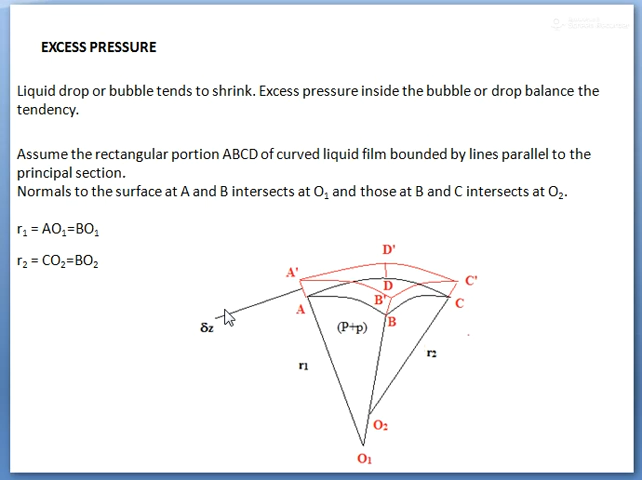 EXCESS PRESSURE
Liquid drop or bubble tends to shrink. Excess pressure inside the bubble or drop balance the
tendency.
Assume the rectangular portion ABCD of curved liquid film bounded by lines parallel to the
principal section.
Normals to the surface at A and B intersects at O₁ and those at B and C intersects at O₂.
r₁ = AO₁=BO₁
r₂ = CO₂=BO₂
D'
A'
C'
D
B'
A
C
B
δz
(P+p)
r₂
r₁
O₂
O₁